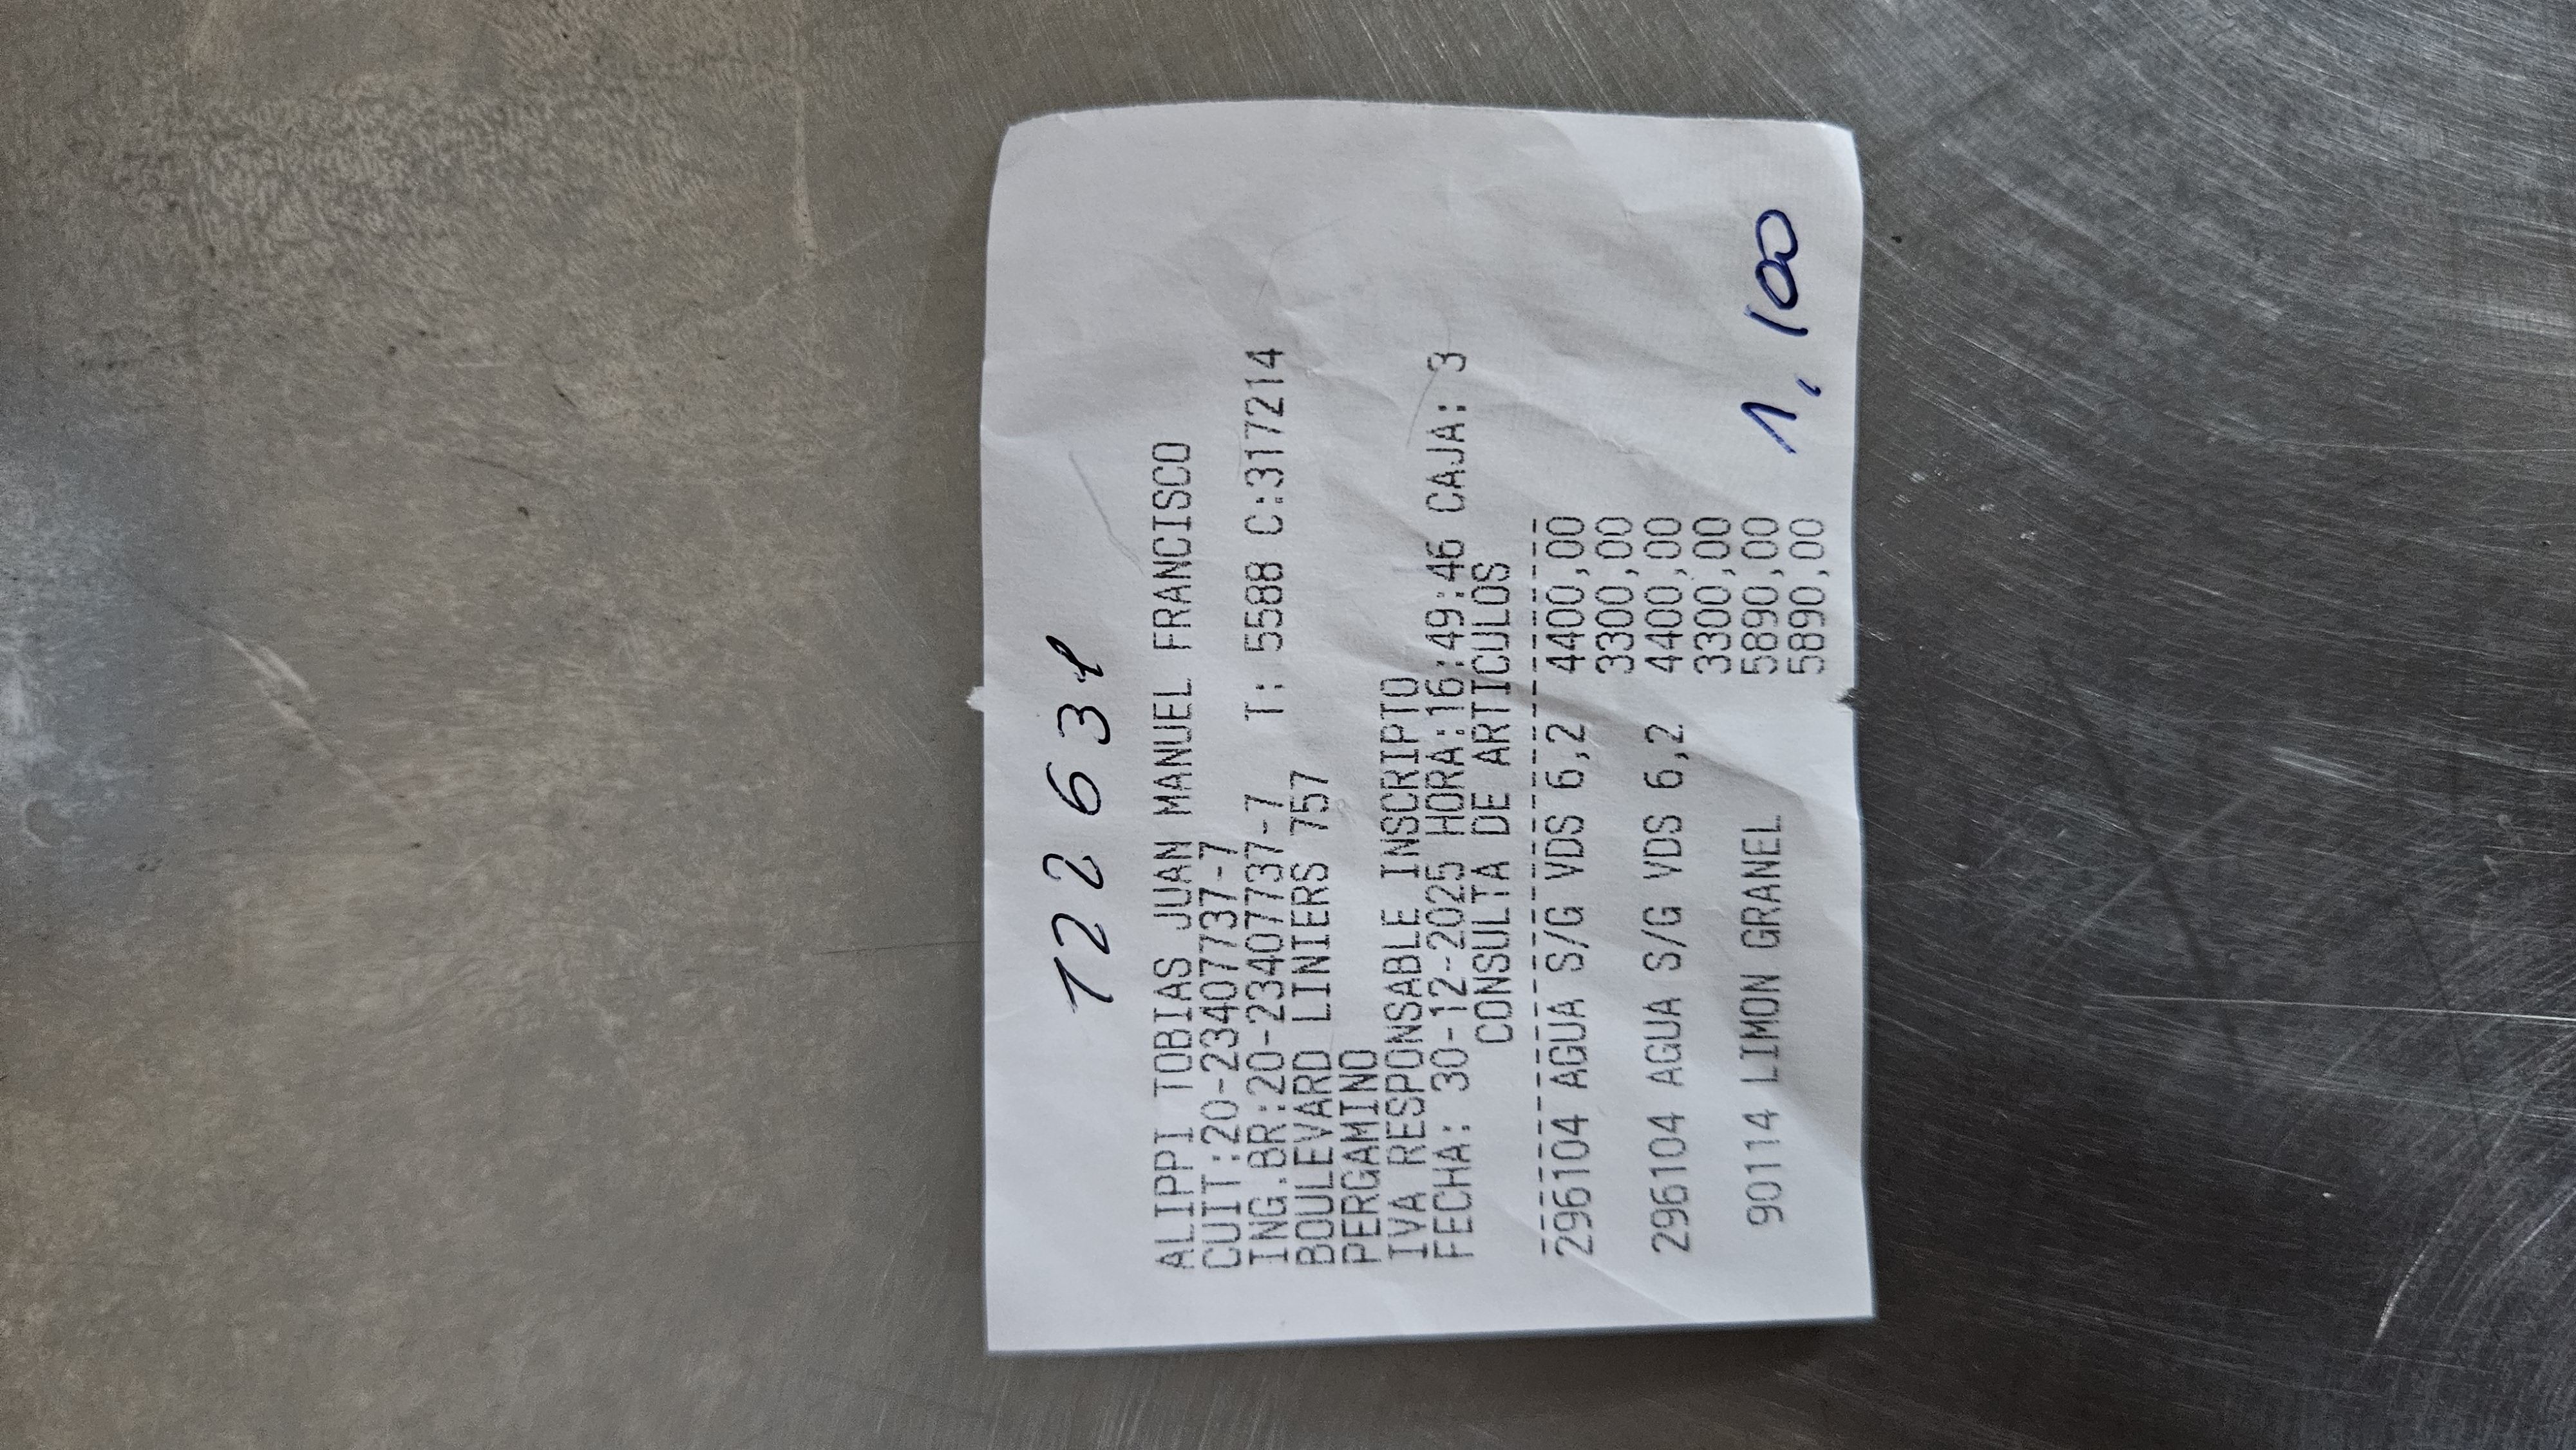 122631
ALIPPI TOBIAS JUAN MANUEL FRANCISCO
CUIT:20-23407737-7
ING.BR:20-23407737-7 T: 5588 C:317214
BOULEVARD LINIERS 757
PERGAMINO
IVA RESPONSABLE INSCRIPTO
FECHA: 30-12-2025 HORA:16:49:46 CAJA: 3
CONSULTA DE ARTICULOS
296104 AGUA S/G VDS 6,2 4400,00
3300,00
296104 AGUA S/G VDS 6,2 4400,00
3300,00
90114 LIMON GRANEL 5890,00
5890,00
1,100